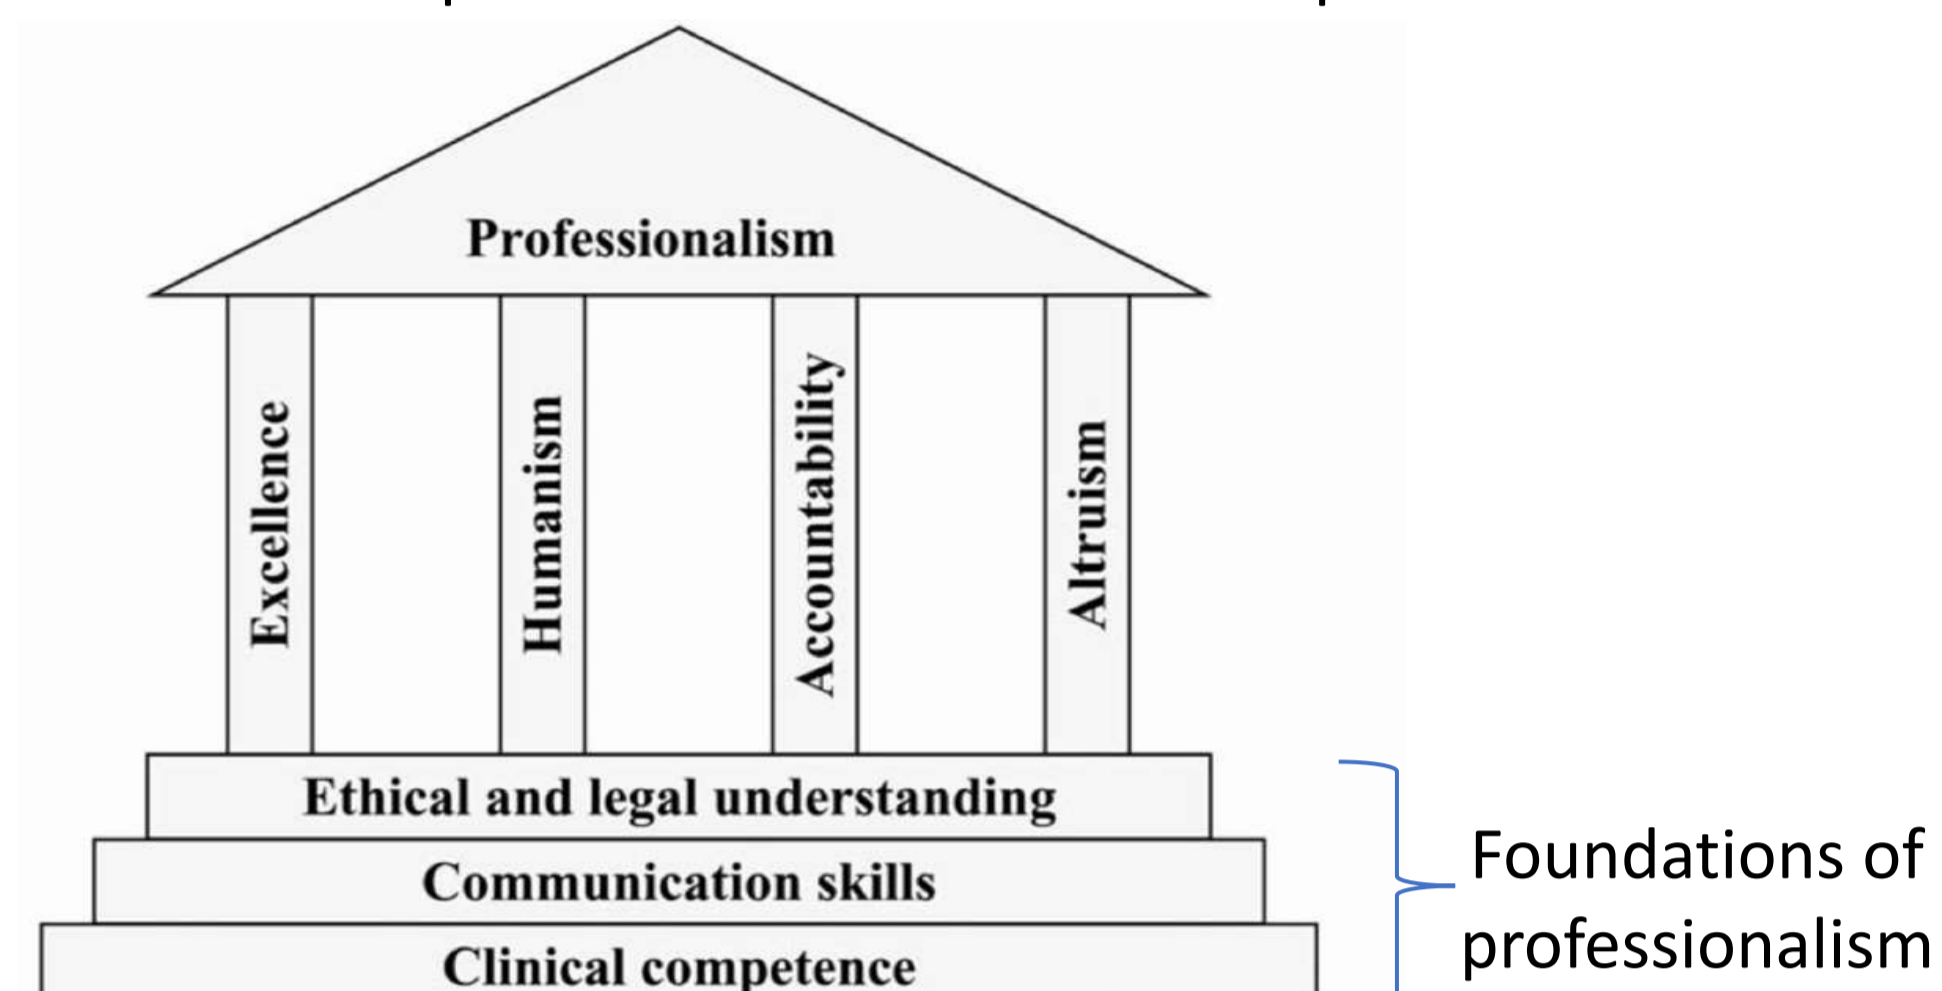 Professionalism
Excellence
Humanism
Accountability
Altruism
Ethical and legal understanding
Communication skills
Clinical competence
Foundations of
professionalism